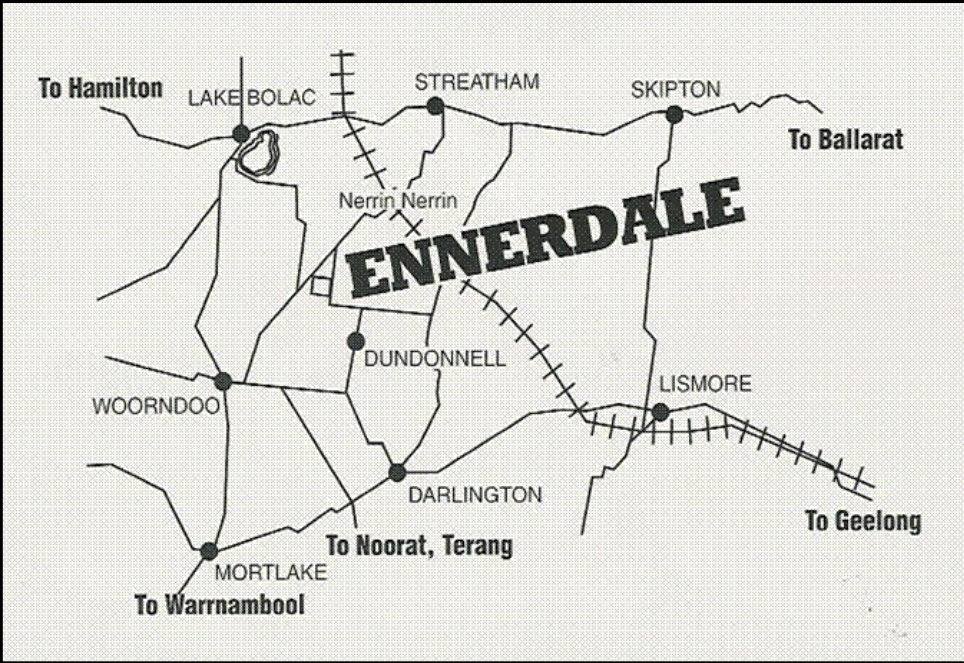 To Hamilton
LAKE BOLAC
STREATHAM
SKIPTON
To Ballarat
Nerrin Nerrin
ENNERDALE
DUNDONNELL
WOORNDOO
LISMORE
DARLINGTON
To Geelong
To Noorat, Terang
MORTLAKE
To Warrnambool